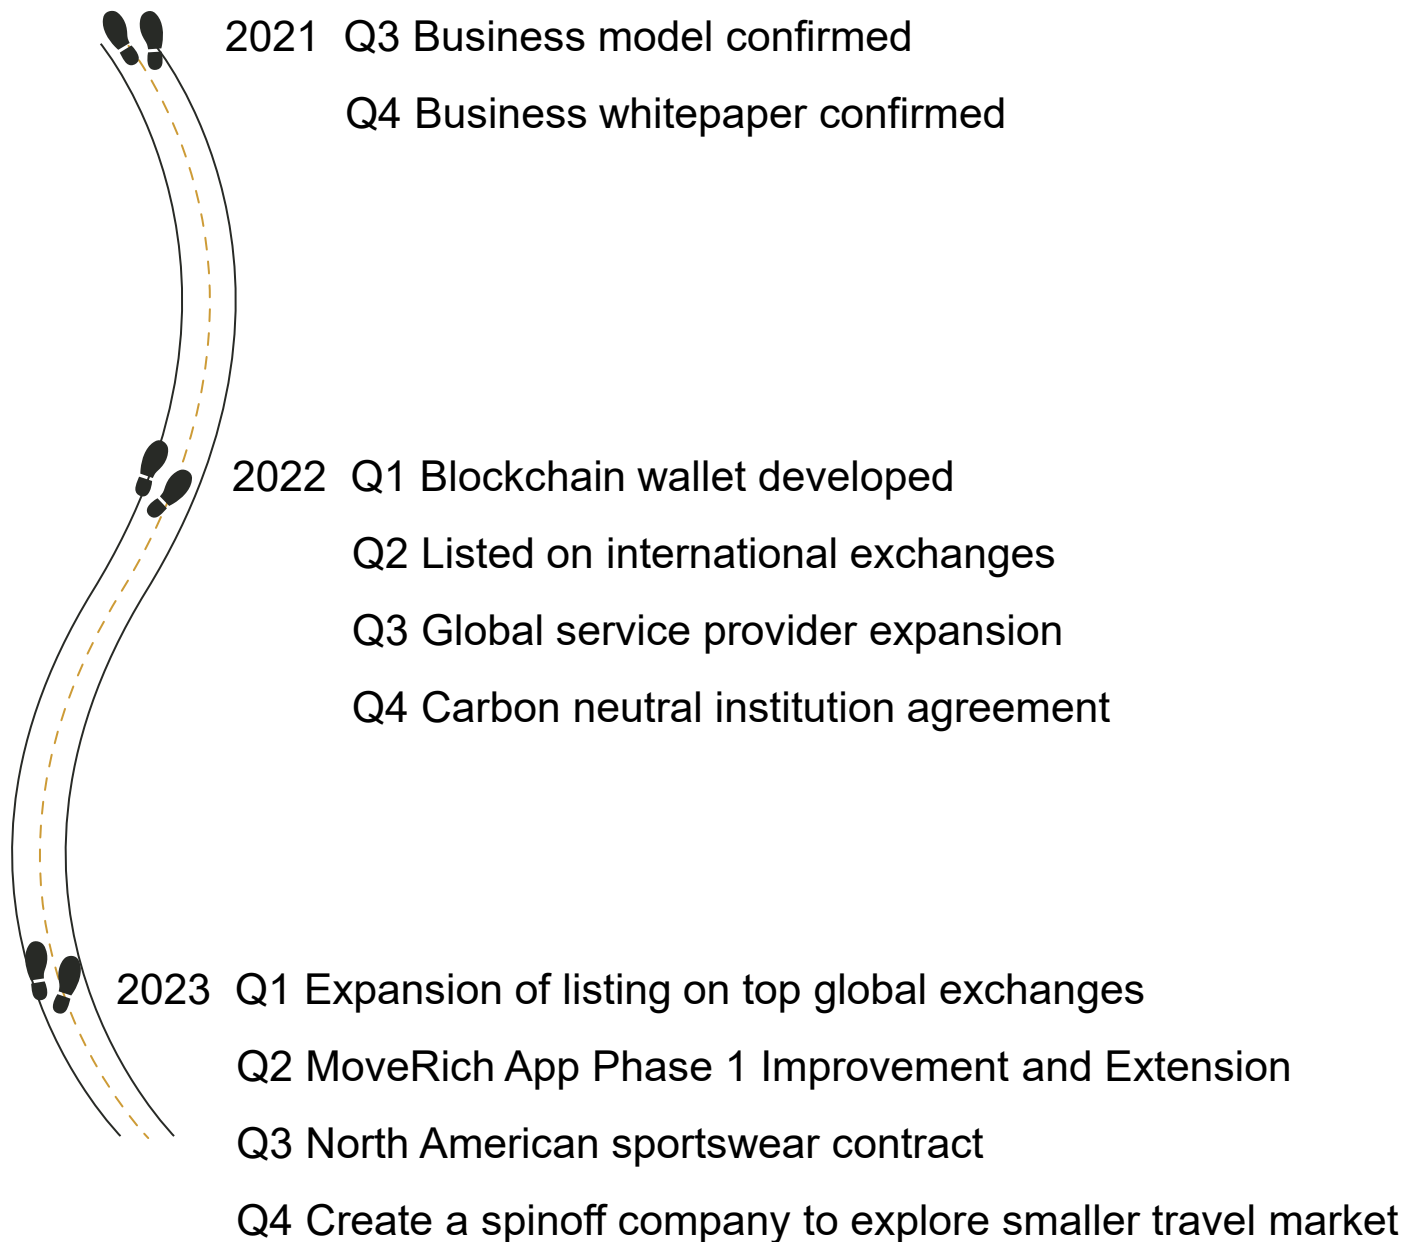 2021 Q3 Business model confirmed
Q4 Business whitepaper confirmed
2022 Q1 Blockchain wallet developed
Q2 Listed on international exchanges
Q3 Global service provider expansion
Q4 Carbon neutral institution agreement
2023 Q1 Expansion of listing on top global exchanges
Q2 MoveRich App Phase 1 Improvement and Extension
Q3 North American sportswear contract
Q4 Create a spinoff company to explore smaller travel market